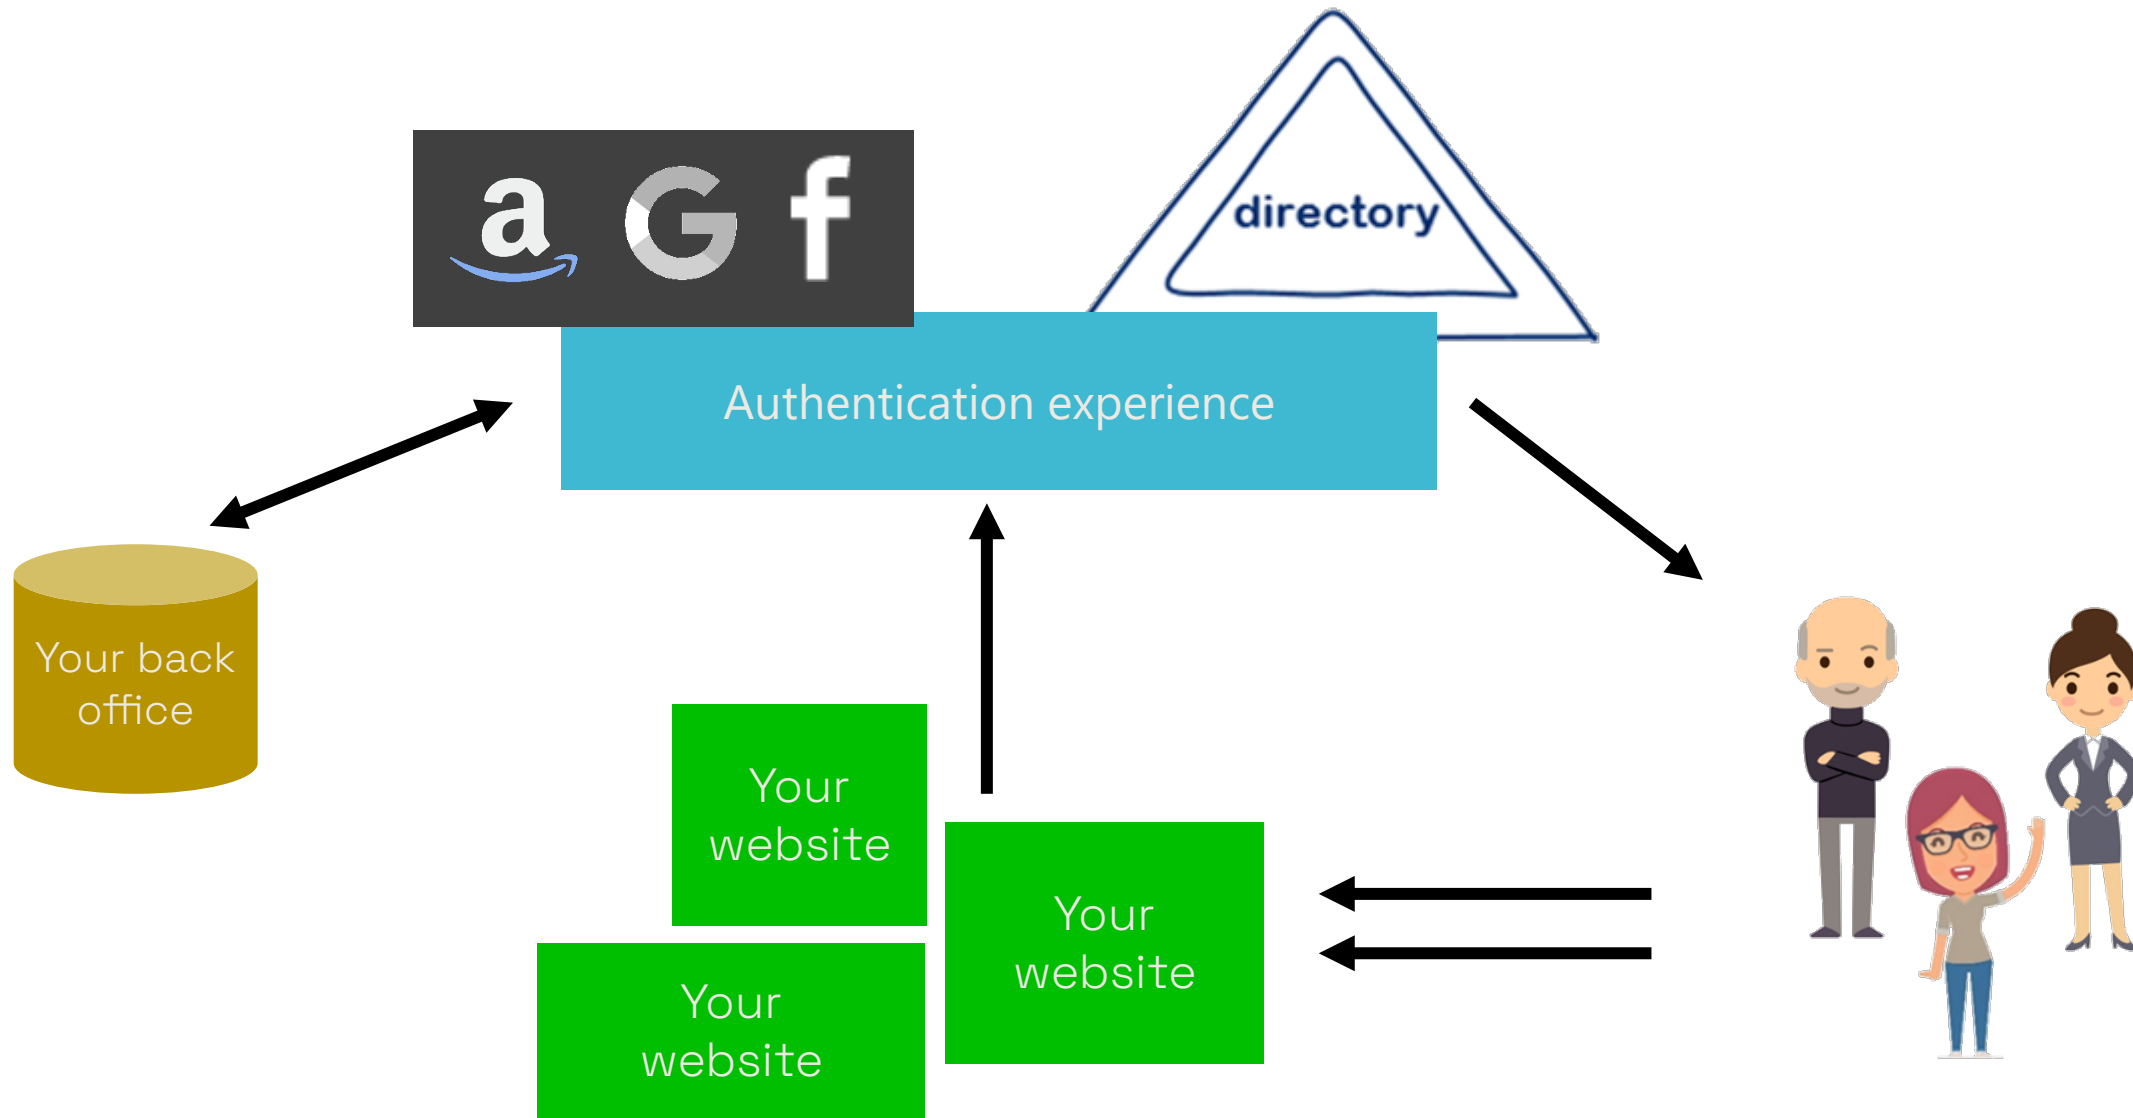 directory
Authentication experience
Your back
office
Your
website
Your
website
Your
website